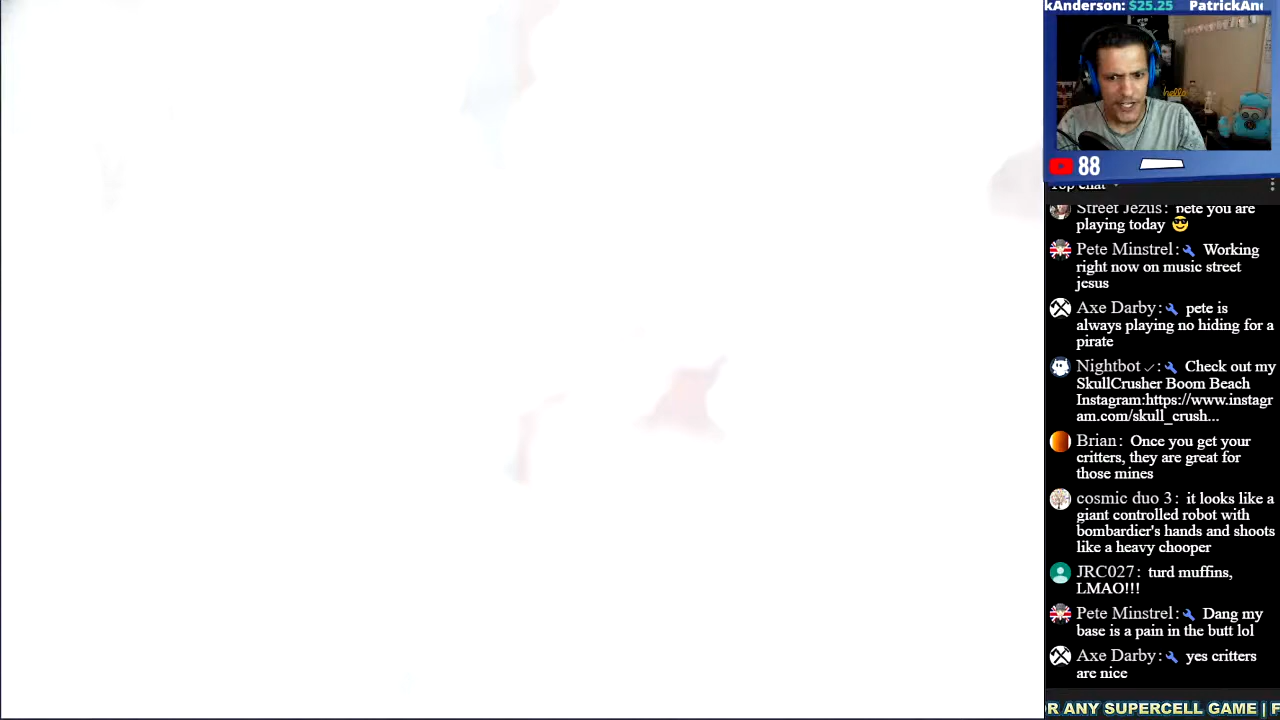 kAnderson: $25.25 PatrickAn
hello
88
Top chat
Street Jezus: pete you are
playing today 😎
Pete Minstrel: Working
right now on music street
jesus
Axe Darby: pete is
always playing no hiding for a
pirate
Nightbot: Check out my
SkullCrusher Boom Beach
Instagram:https://www.instagr
am.com/skull_crush...
Brian: Once you get your
critters, they are great for
those mines
cosmic duo 3: it looks like a
giant controlled robot with
bombardier's hands and shoots
like a heavy chooper
JRC027: turd muffins,
LMAO!!!
Pete Minstrel: Dang my
base is a pain in the butt lol
Axe Darby: yes critters
are nice
R ANY SUPERCELL GAME | F